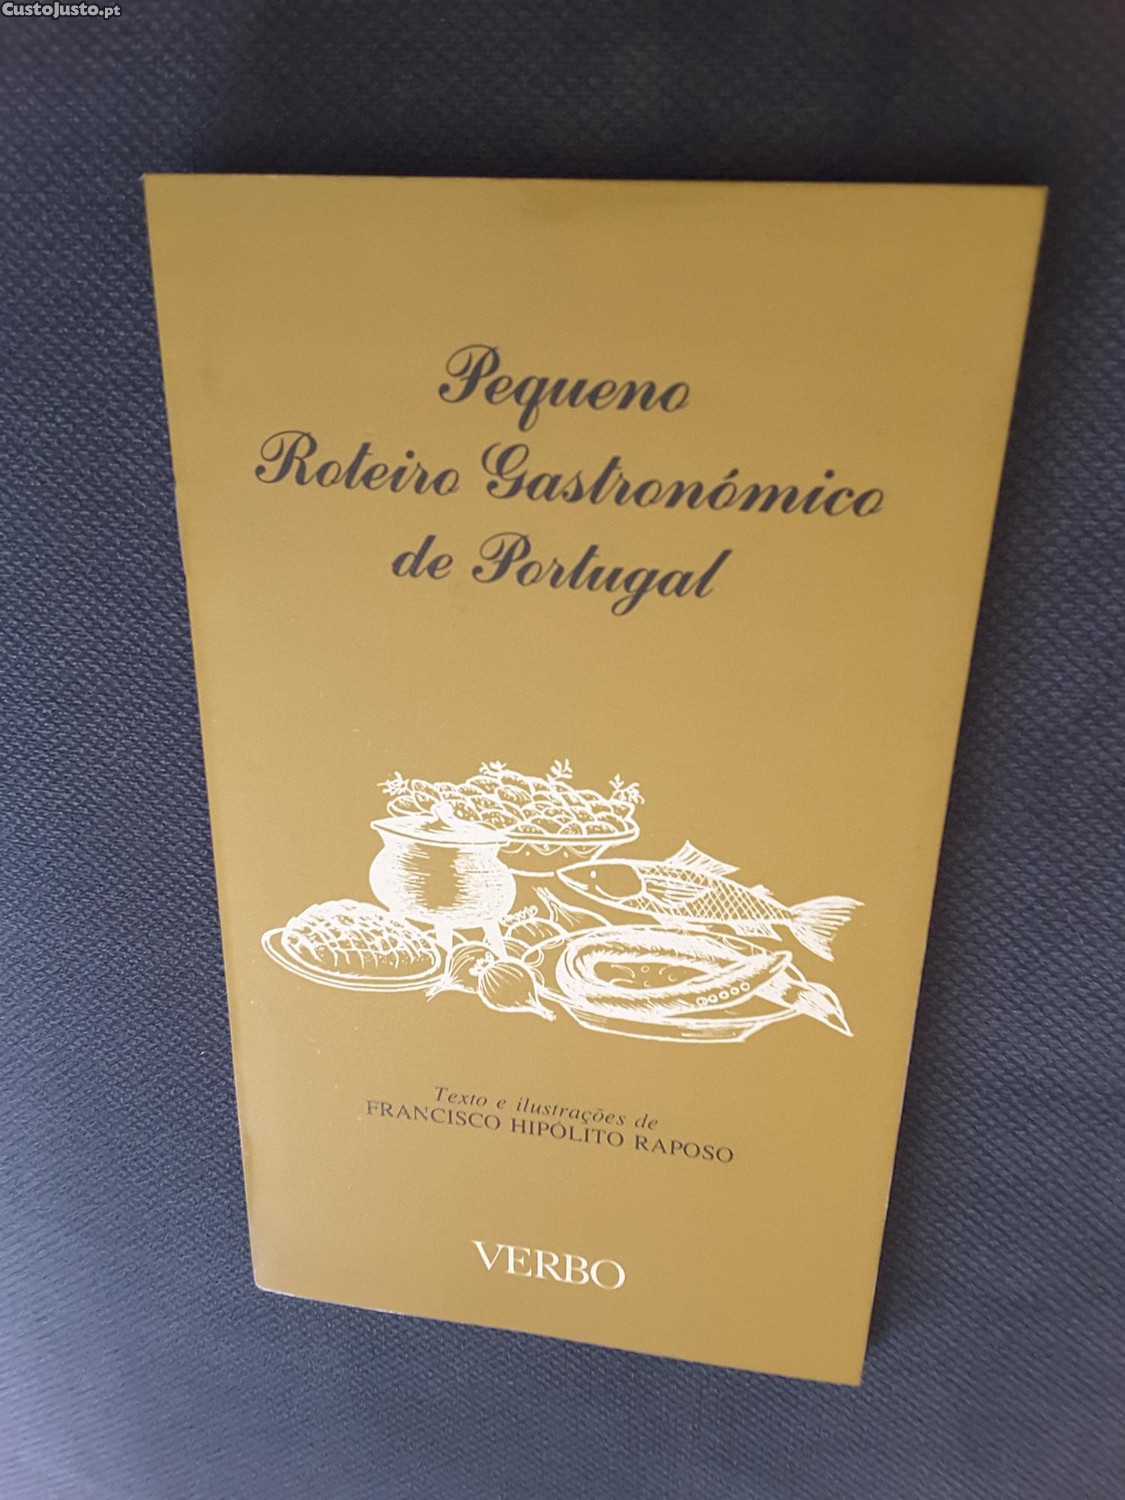 CustoJusto.pt
Pequeno
Roteiro Gastronómico
de Portugal
Texto e ilustrações de
FRANCISCO HIPÓLITO RAPOSO
VERBO